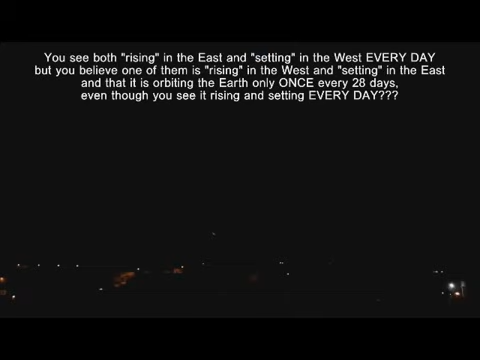 You see both "rising" in the East and "setting" in the West EVERY DAY
but you believe one of them is "rising" in the West and "setting" in the East
and that it is orbiting the Earth only ONCE every 28 days,
even though you see it rising and setting EVERY DAY???